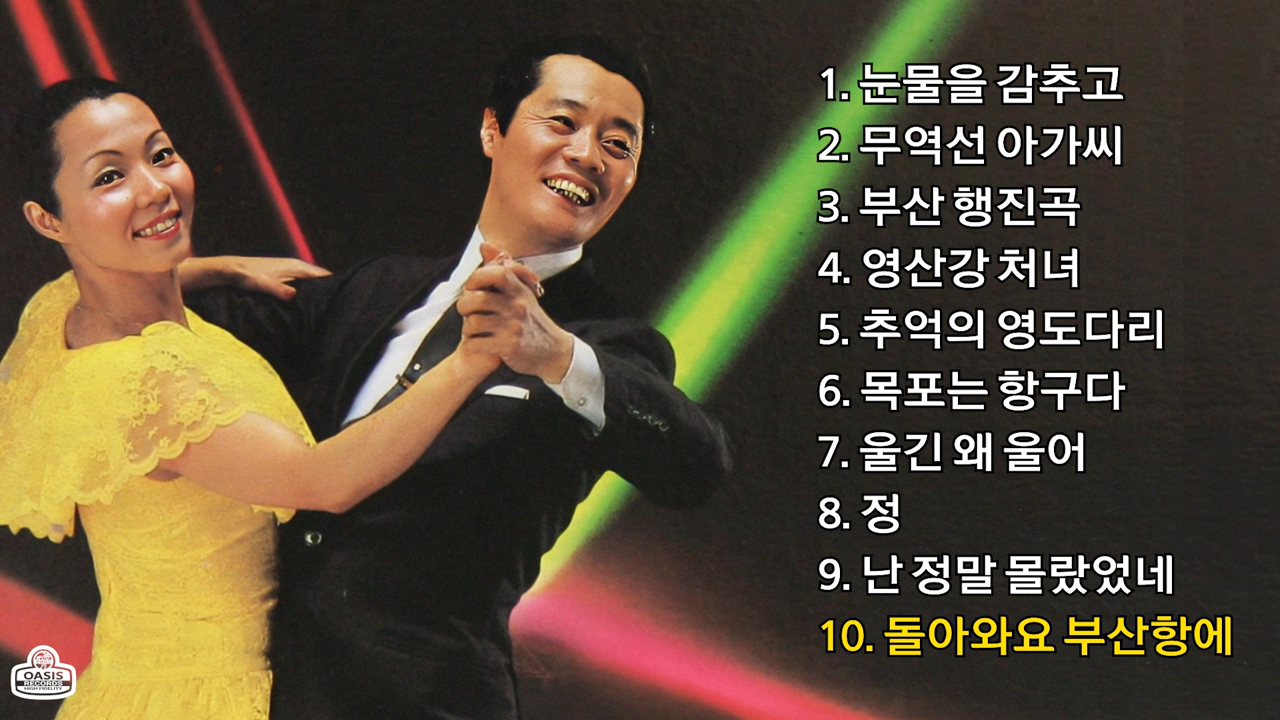 1. 눈물을 감추고
2. 무역선 아가씨
3. 부산 행진곡
4. 영산강 처녀
5. 추억의 영도다리
6. 목포는 항구다
7. 울긴 왜 울어
8. 정
9. 난 정말 몰랐었네
10. 돌아와요 부산항에
OASIS
RECORDS
HIGH FIDELITY